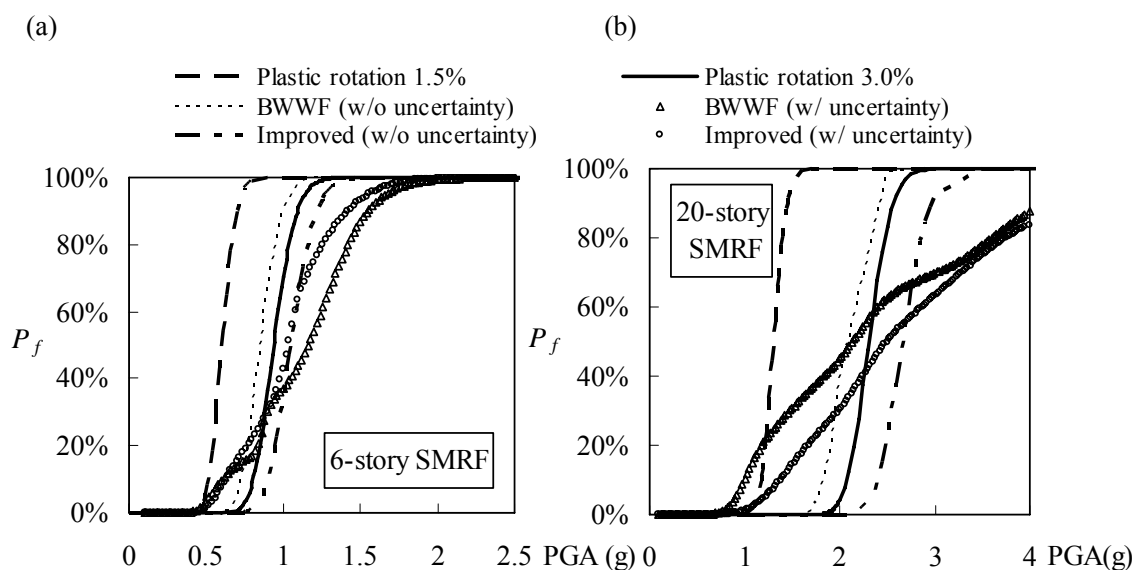 (a)
(b)
Plastic rotation 1.5%
Plastic rotation 3.0%
BWWF (w/o uncertainty)
BWWF (w/ uncertainty)
Improved (w/o uncertainty)
Improved (w/ uncertainty)
100%
80%
60%
P_f
40%
20%
0%
6-story SMRF
0 0.5 1 1.5 2 2.5 PGA (g)
100%
80%
60%
P_f
40%
20%
0%
20-story
SMRF
0 1 2 3 4 PGA(g)